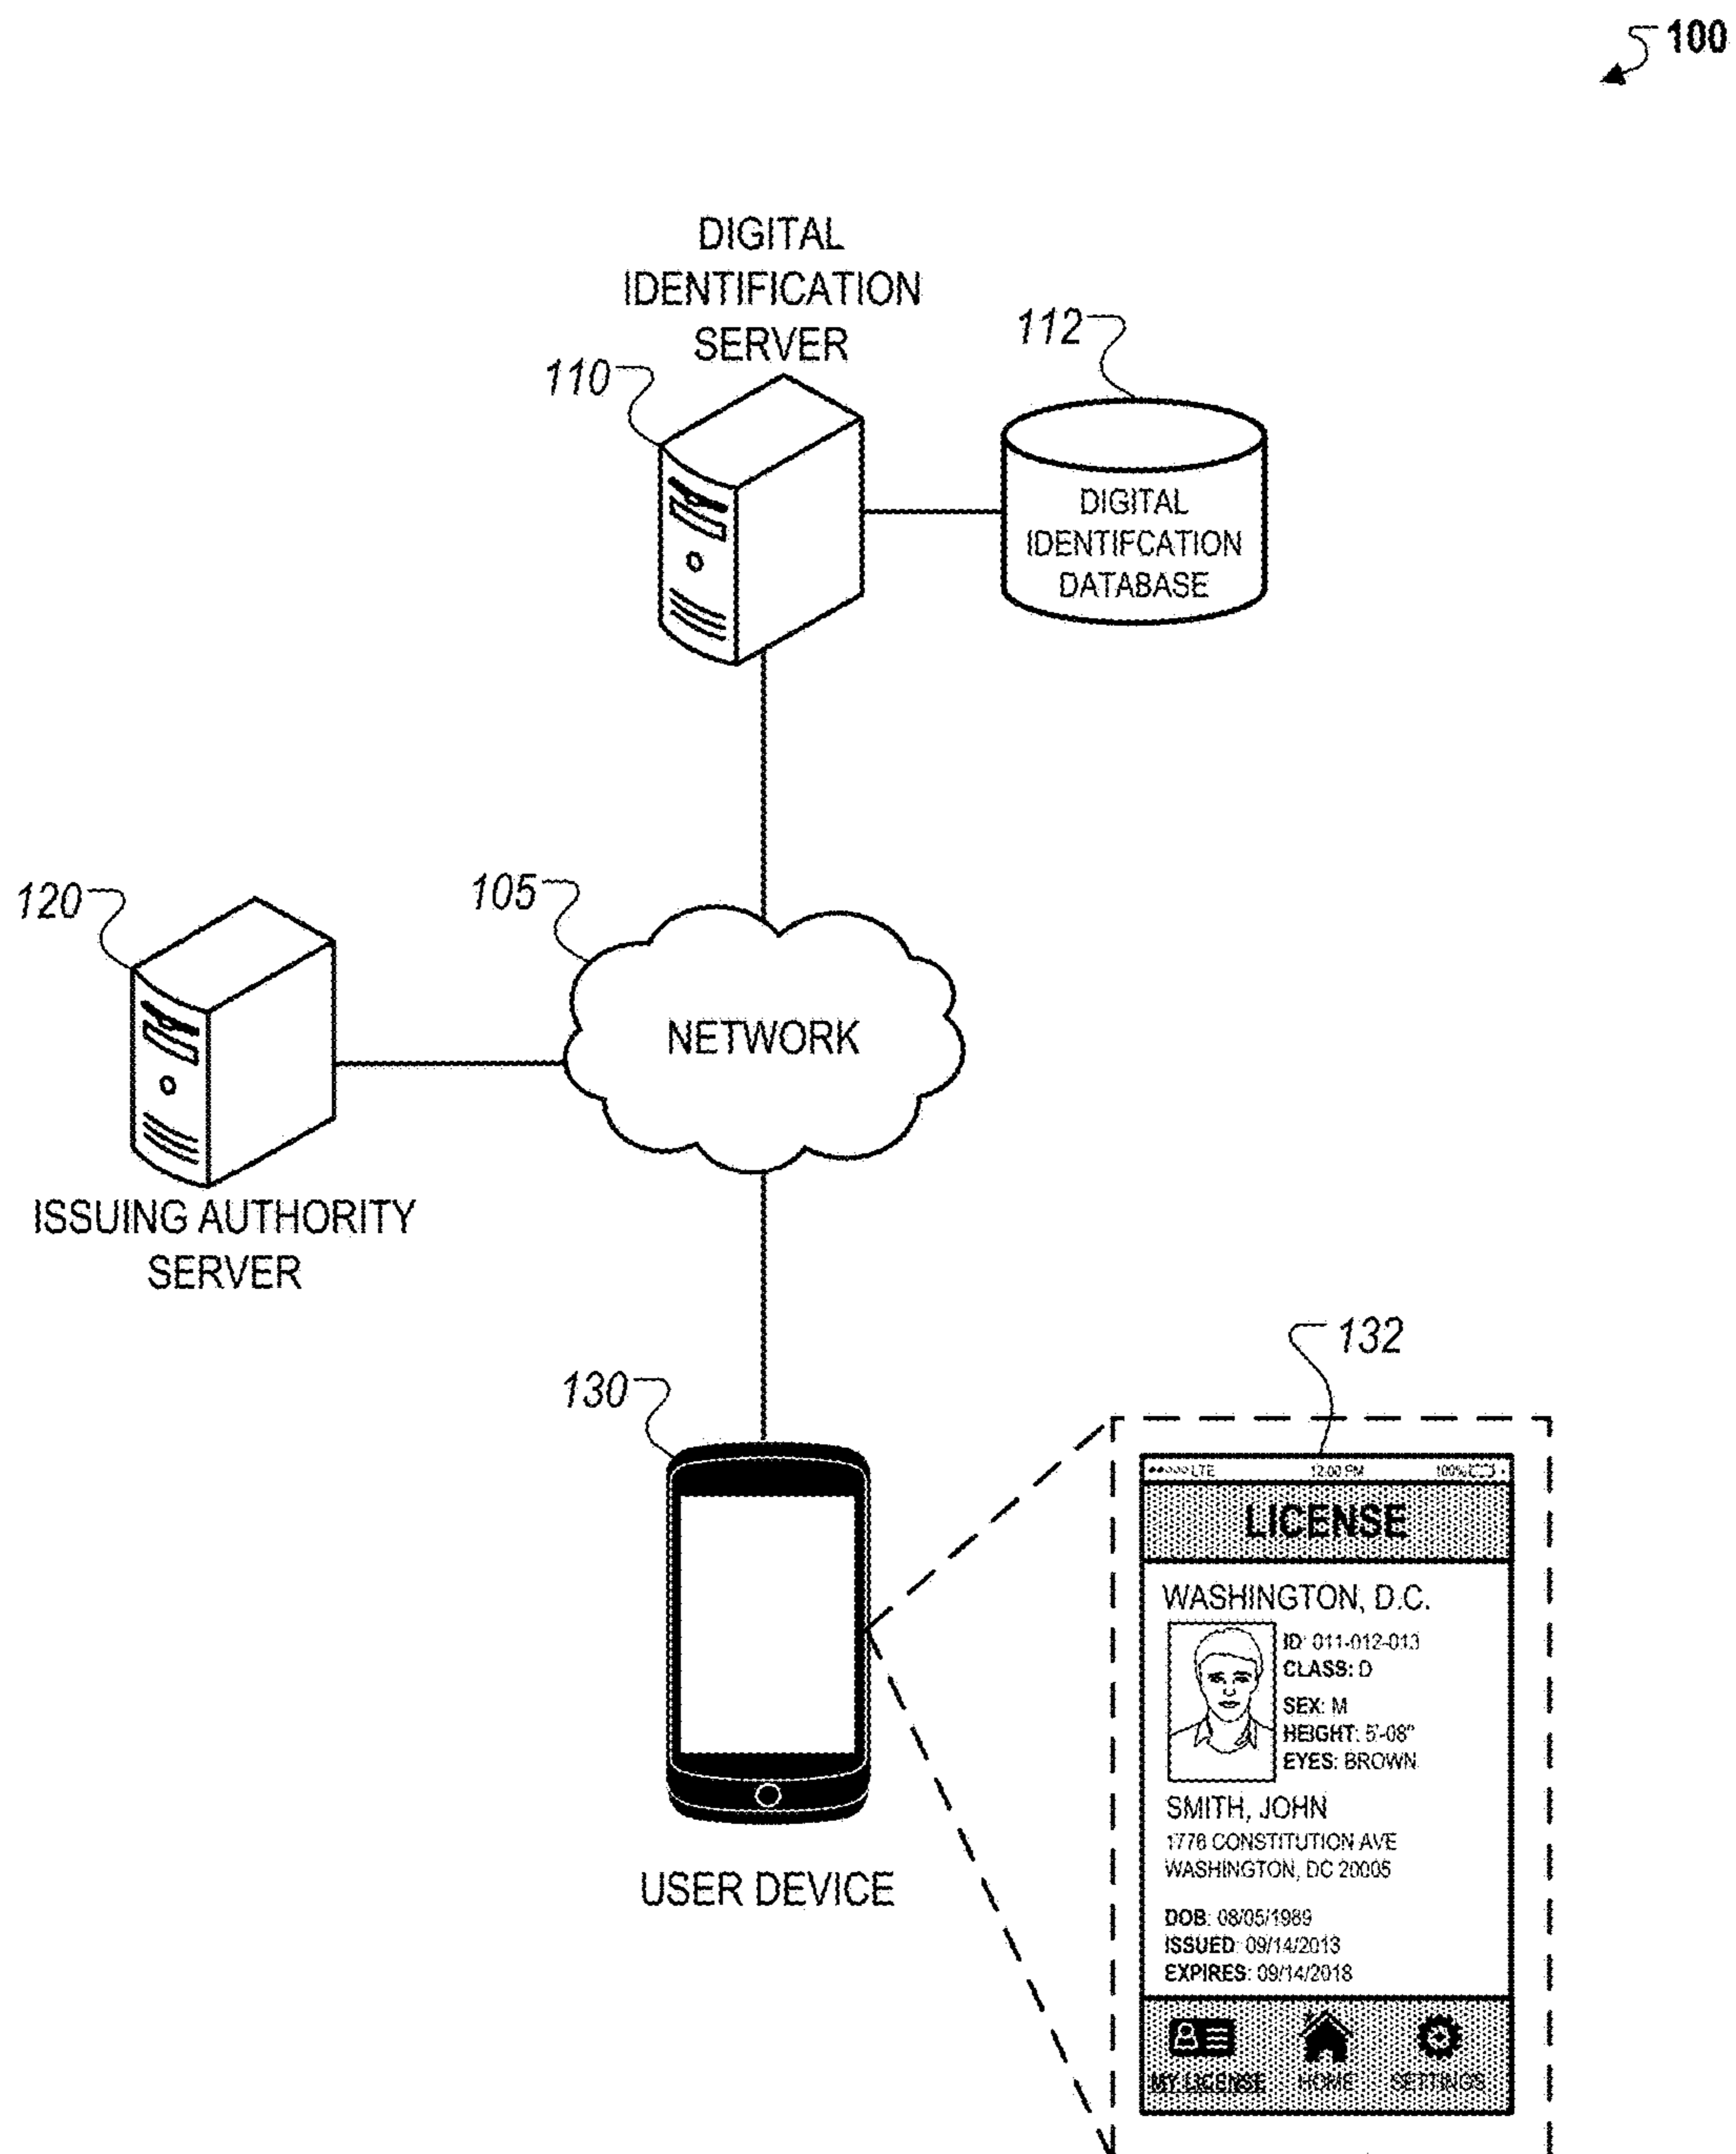 100
DIGITAL
IDENTIFICATION
SERVER
110
112
DIGITAL
IDENTIFCATION
DATABASE
120
105
NETWORK
ISSUING AUTHORITY
SERVER
130
USER DEVICE
132
LTE 12:00 PM 100%
LICENSE
WASHINGTON, D.C.
ID: 011-012-013
CLASS: D
SEX: M
HEIGHT: 5'-08"
EYES: BROWN
SMITH, JOHN
1776 CONSTITUTION AVE
WASHINGTON, DC 20005
DOB: 08/05/1989
ISSUED: 09/14/2013
EXPIRES: 09/14/2018
MY LICENSE HOME SETTINGS